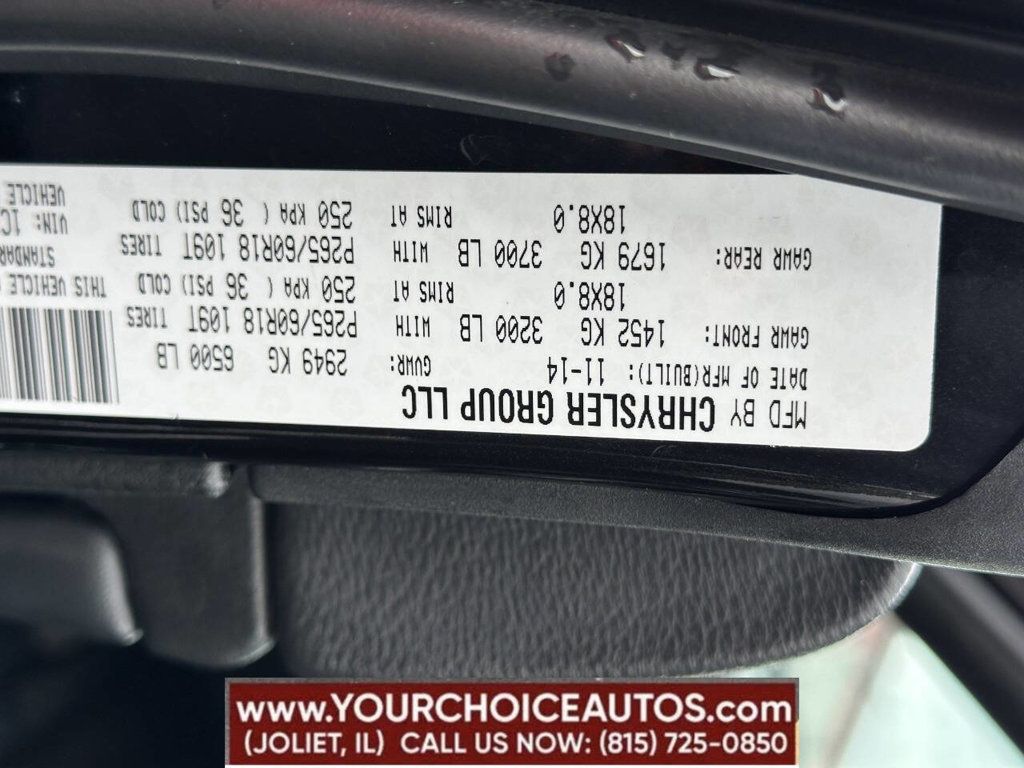 MFD BY CHRYSLER GROUP LLC
DATE OF MFR(BUILT): 11-14 GVWR: 2949 KG 6500 LB
GAWR FRONT: 1452 KG 3200 LB WITH P265/60R18 109T TIRES
18X8.0 RIMS AT 250 KPA ( 36 PSI) COLD
GAWR REAR: 1679 KG 3700 LB WITH P265/60R18 109T TIRES
18X8.0 RIMS AT 250 KPA ( 36 PSI) COLD
THIS VEHICLE
VIN: 1C
VEHICLE
www.YOURCHOICEAUTOS.com
(JOLIET, IL) CALL US NOW: (815) 725-0850